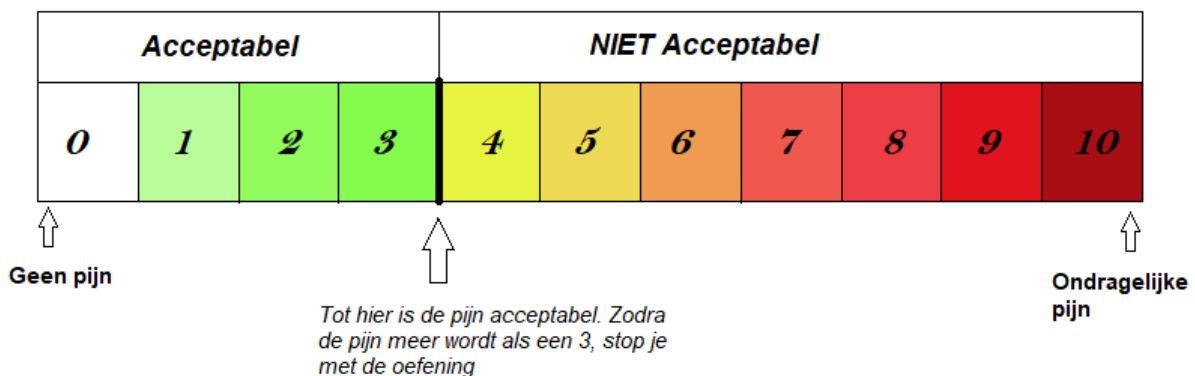 Acceptabel NIET Acceptabel
0 1 2 3 4 5 6 7 8 9 10
Geen pijn
Ondragelijke
pijn
Tot hier is de pijn acceptabel. Zodra
de pijn meer wordt als een 3, stop je
met de oefening